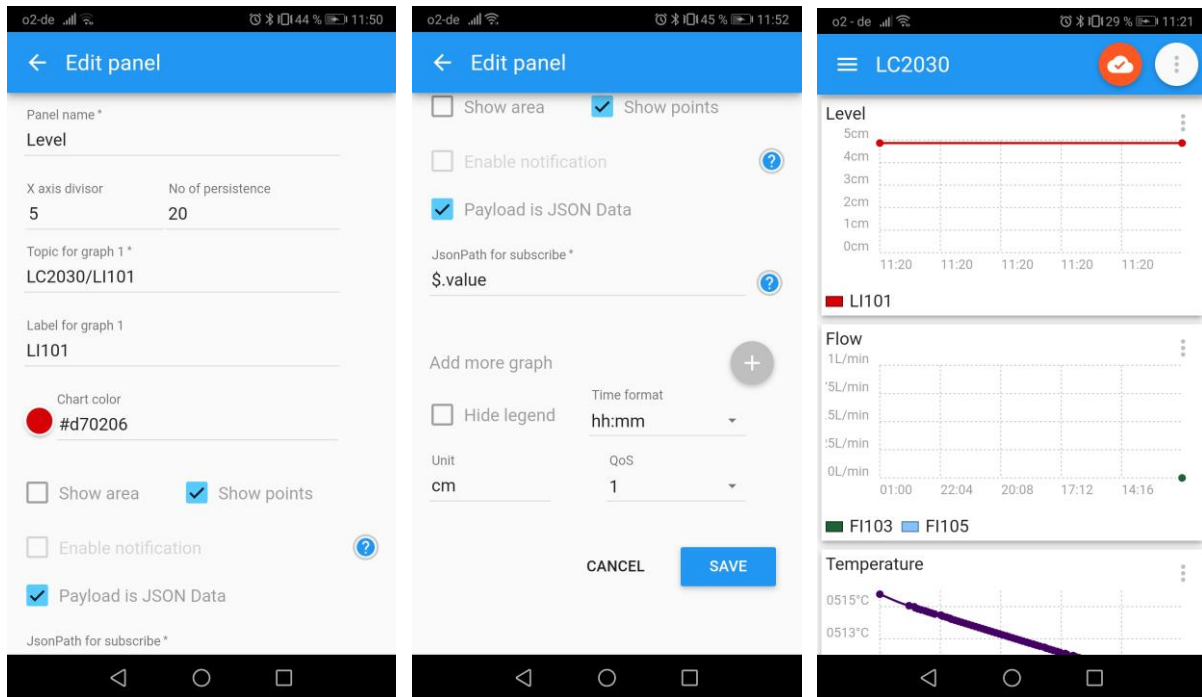 o2-de 44 % 11:50
Edit panel
Panel name *
Level
X axis divisor No of persistence
5 20
Topic for graph 1 *
LC2030/LI101
Label for graph 1
LI101
Chart color
#d70206
Show area Show points
Enable notification ?
Payload is JSON Data
JsonPath for subscribe *
o2-de 45 % 11:52
Edit panel
Show area Show points
Enable notification ?
Payload is JSON Data
JsonPath for subscribe *
$.value ?
Add more graph +
Time format
Hide legend hh:mm
Unit QoS
cm 1
CANCEL SAVE
o2 - de 29 % 11:21
LC2030
Level
5cm
4cm
3cm
2cm
1cm
0cm
11:20 11:20 11:20 11:20 11:20
LI101
Flow
1L/min
'5L/min
.5L/min
:5L/min
0L/min
01:00 22:04 20:08 17:12 14:16
FI103 FI105
Temperature
0515°C
0513°C